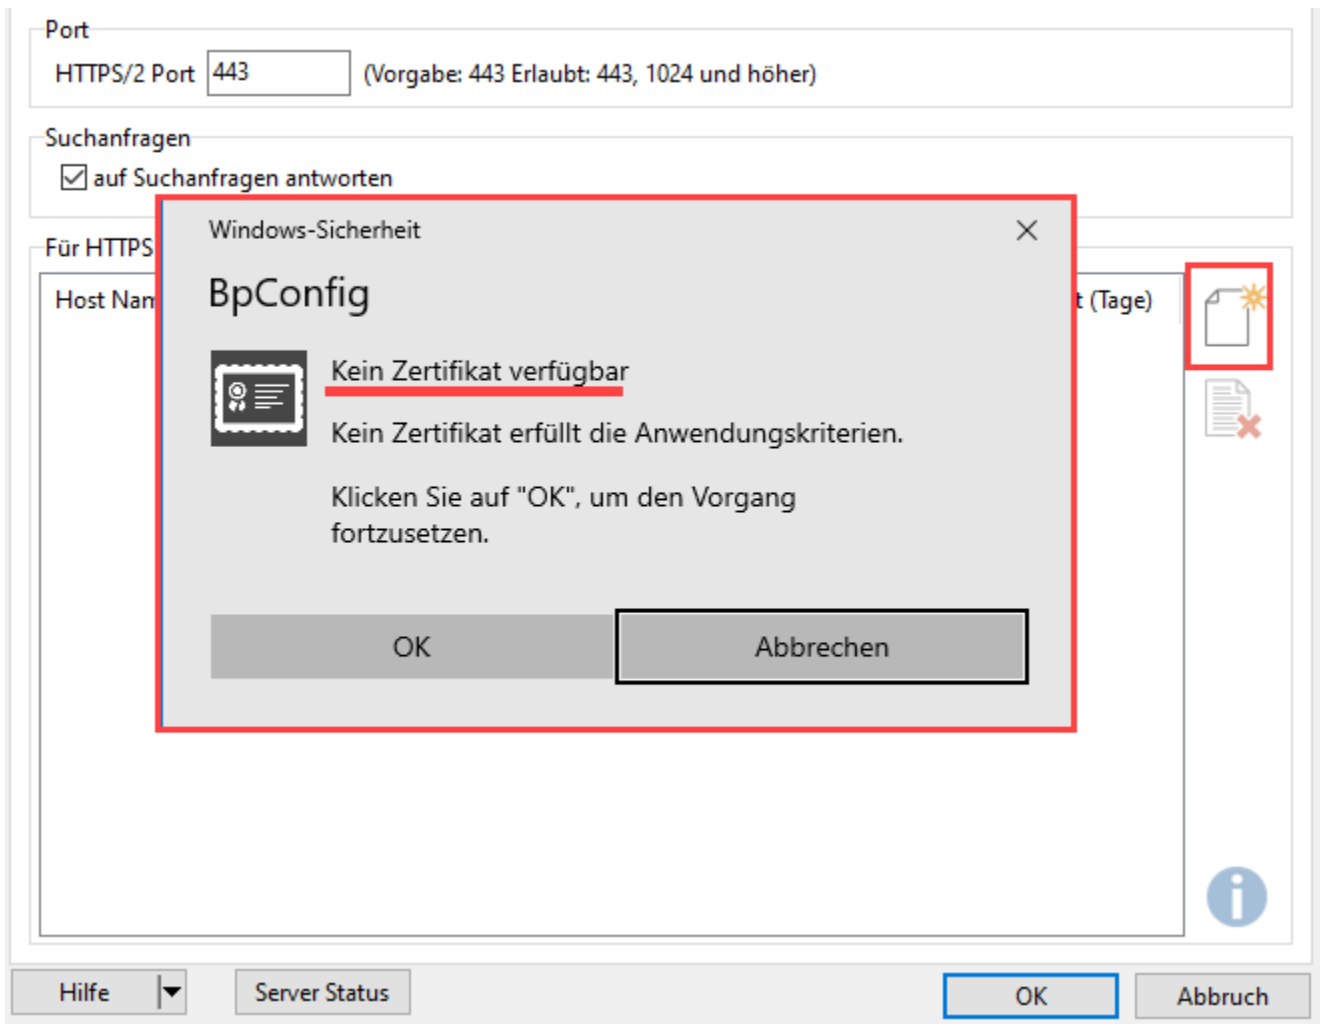 Port
HTTPS/2 Port 443 (Vorgabe: 443 Erlaubt: 443, 1024 und höher)
Suchanfragen
auf Suchanfragen antworten
Für HTTPS
Host Nam
t (Tage)
Windows-Sicherheit
BpConfig
Kein Zertifikat verfügbar
Kein Zertifikat erfüllt die Anwendungskriterien.
Klicken Sie auf "OK", um den Vorgang
fortzusetzen.
OK Abbrechen
Hilfe Server Status OK Abbruch